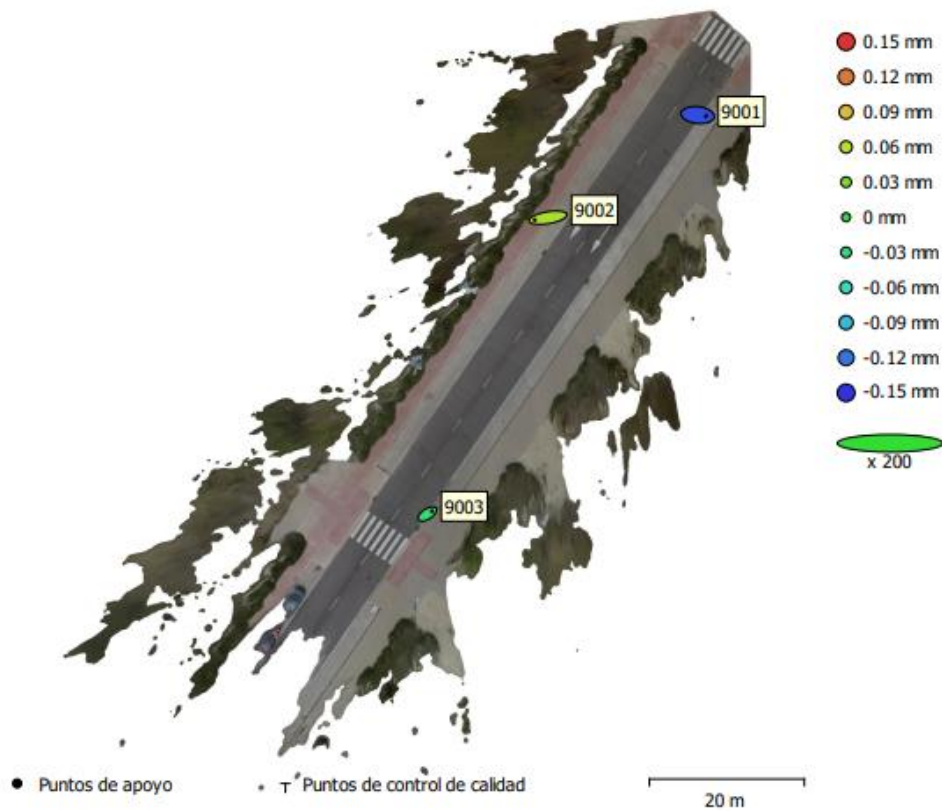 0.15 mm
9001
0.12 mm
0.09 mm
0.06 mm
0.03 mm
9002
0 mm
-0.03 mm
-0.06 mm
-0.09 mm
-0.12 mm
-0.15 mm
x 200
9003
Puntos de apoyo
Puntos de control de calidad
20 m